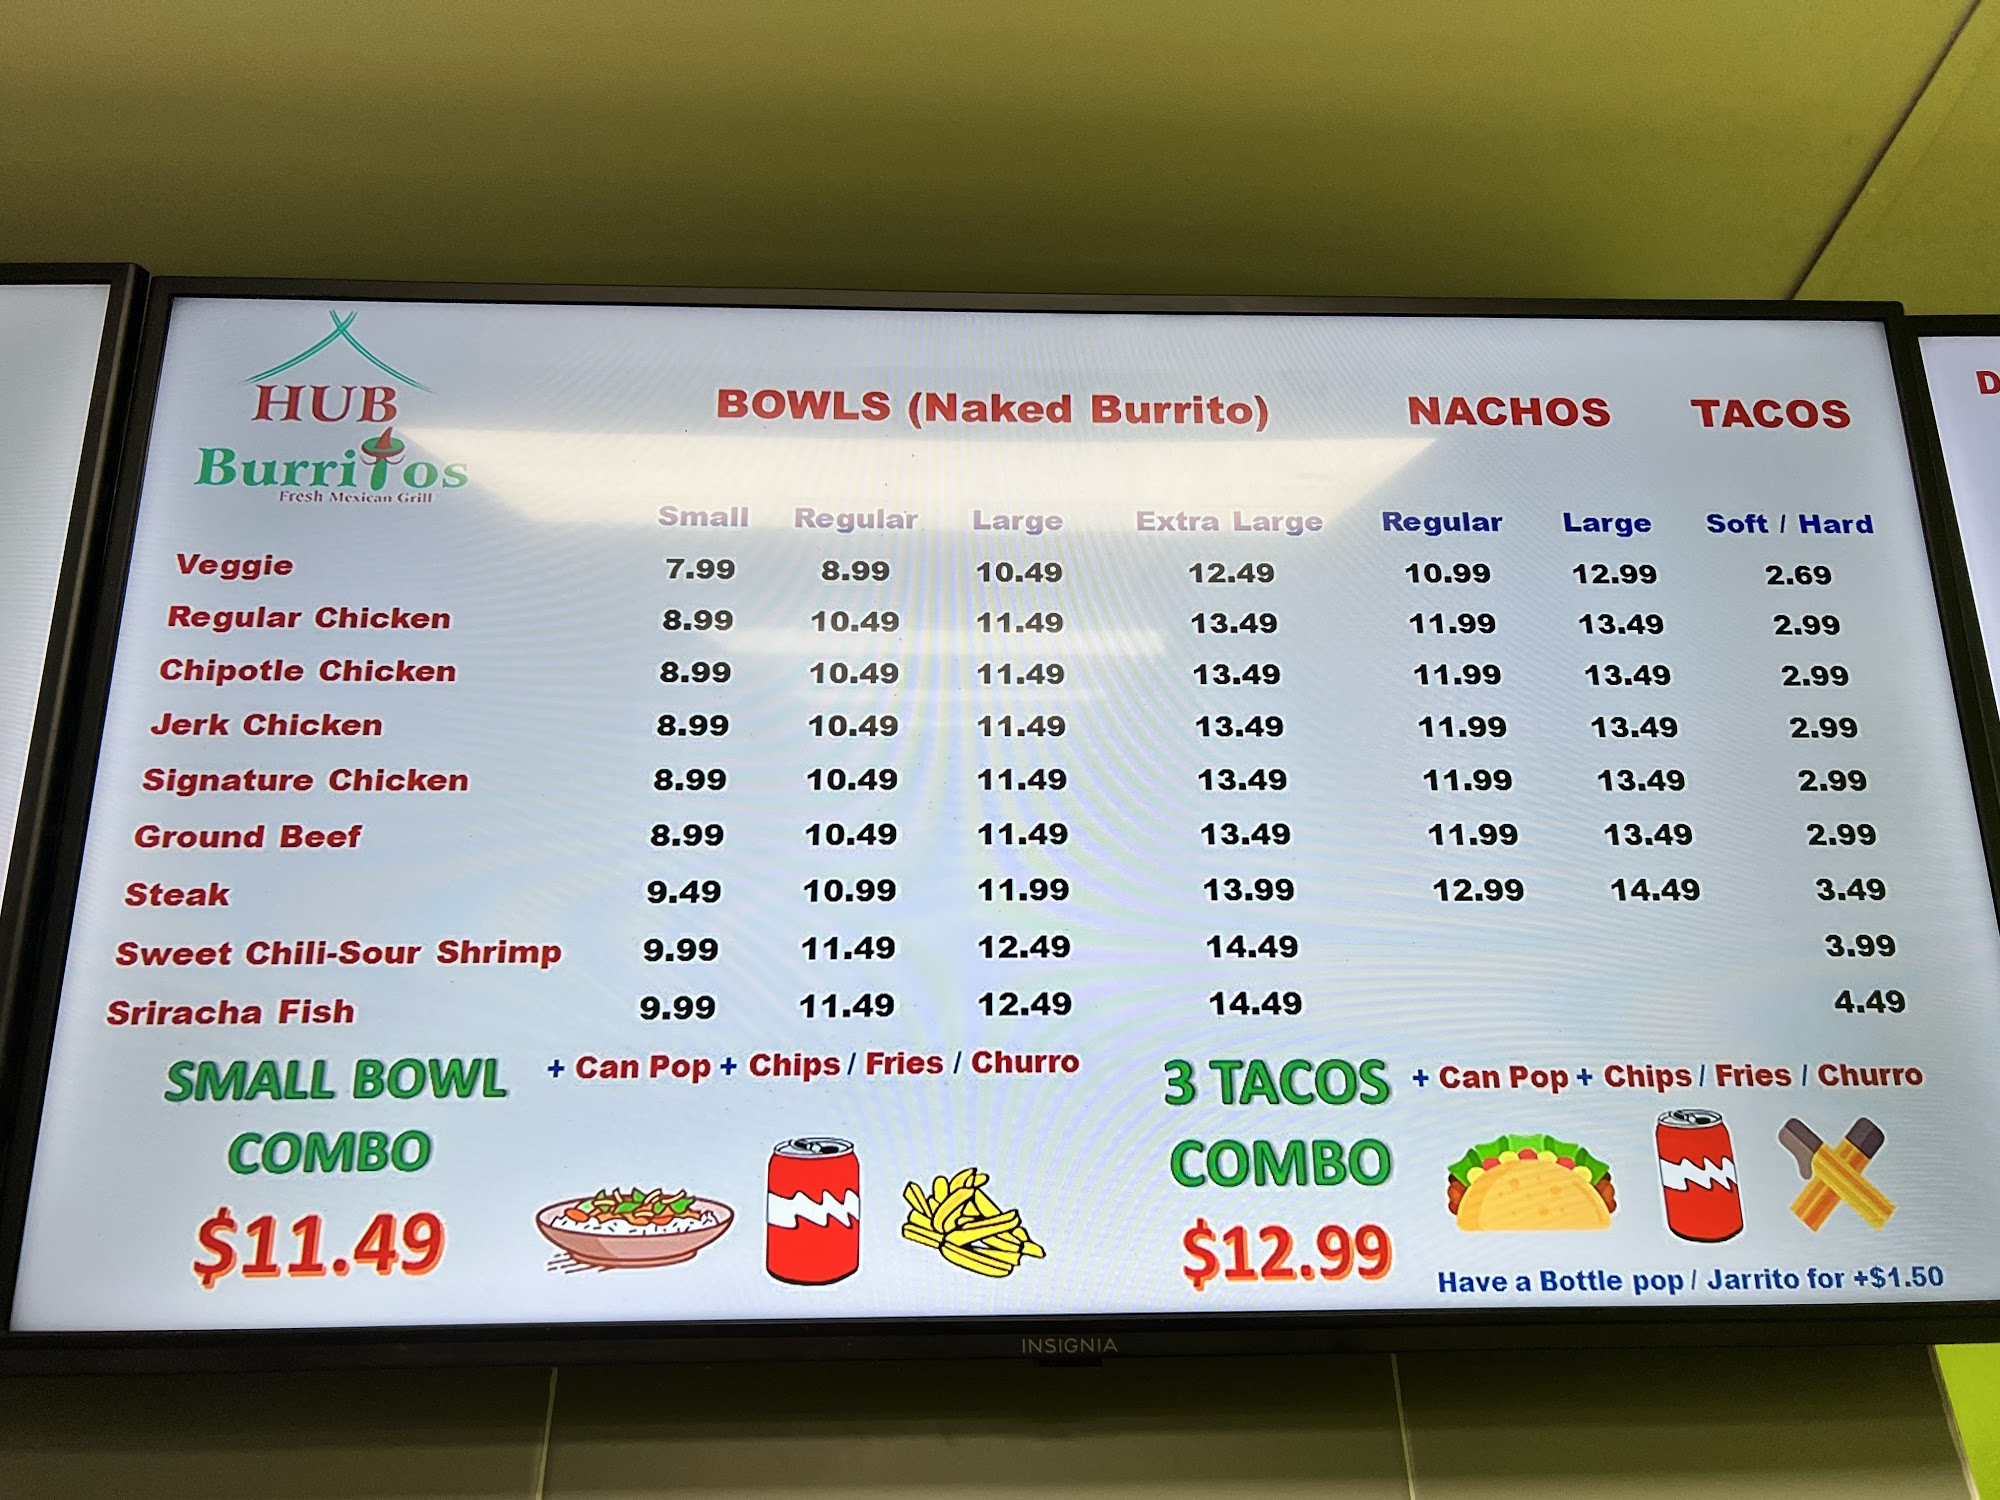 HUB
Burritos
Fresh Mexican Grill
BOWLS (Naked Burrito) NACHOS TACOS
Small Regular Large Extra Large Regular Large Soft / Hard
Veggie 7.99 8.99 10.49 12.49 10.99 12.99 2.69
Regular Chicken 8.99 10.49 11.49 13.49 11.99 13.49 2.99
Chipotle Chicken 8.99 10.49 11.49 13.49 11.99 13.49 2.99
Jerk Chicken 8.99 10.49 11.49 13.49 11.99 13.49 2.99
Signature Chicken 8.99 10.49 11.49 13.49 11.99 13.49 2.99
Ground Beef 8.99 10.49 11.49 13.49 11.99 13.49 2.99
Steak 9.49 10.99 11.99 13.99 12.99 14.49 3.49
Sweet Chili-Sour Shrimp 9.99 11.49 12.49 14.49 3.99
Sriracha Fish 9.99 11.49 12.49 14.49 4.49
SMALL BOWL + Can Pop + Chips / Fries / Churro
COMBO
$11.49
3 TACOS + Can Pop + Chips / Fries / Churro
COMBO
$12.99
Have a Bottle pop / Jarrito for +$1.50
INSIGNIA
D